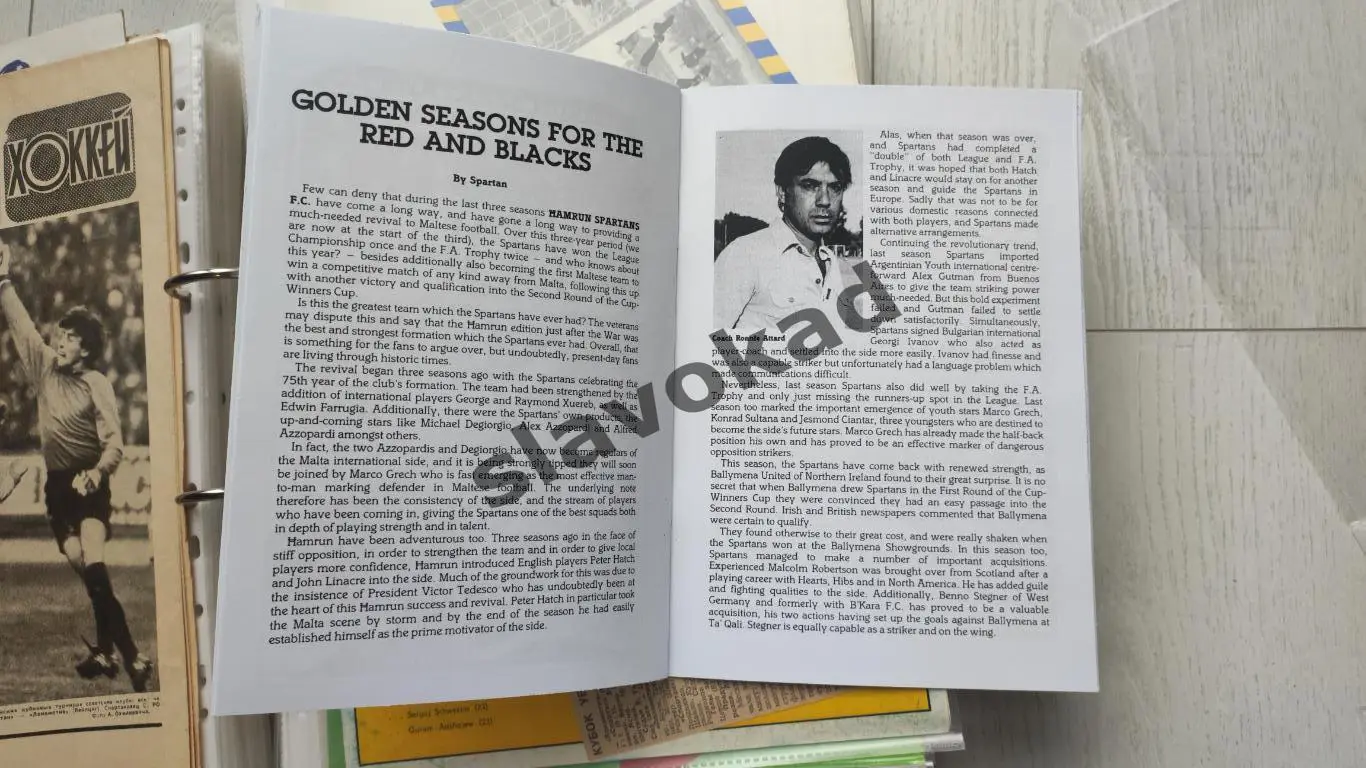 ХОККЕЙ
GOLDEN SEASONS FOR THE
RED AND BLACKS
By Spartan
Few can deny that during the last three seasons HAMRUN SPARTANS
F.C. have come a long way, and have gone a long way to providing a
much-needed revival to Maltese football. Over this three-year period (we
are now at the start of the third), the Spartans have won the League
Championship once and the F.A. Trophy twice — and who knows about
this year? — besides additionally also becoming the first Maltese team to
win a competitive match of any kind away from Malta, following this up
with another victory and qualification into the Second Round of the Cup-
Winners Cup.
Is this the greatest team which the Spartans have ever had? The veterans
may dispute this and say that the Hamrun edition just after the War was
the best and strongest formation which the Spartans ever had. Overall, that
is something for the fans to argue over, but undoubtedly, present-day fans
are living through historic times.
The revival began three seasons ago with the Spartans celebrating the
75th year of the club's formation. The team had been strengthened by the
addition of international players George and Raymond Xuereb, as well as
Edwin Farrugia. Additionally, there were the Spartans' own products, the
up-and-coming stars like Michael Degiorgio, Alex Azzopardi and Alfred
Azzopardi amongst others.
In fact, the two Azzopardis and Degiorgio have now become regulars of
the Malta international side, and it is being strongly tipped they will soon
be joined by Marco Grech who is fast emerging as the most effective man-
to-man marking defender in Maltese football. The underlying note
therefore has been the consistency of the side, and the stream of players
who have been coming in, giving the Spartans one of the best squads both
in depth of playing strength and in talent.
Hamrun have been adventurous too. Three seasons ago in the face of
stiff opposition, in order to strengthen the team and in order to give local
players more confidence, Hamrun introduced English players Peter Hatch
and John Linacre into the side. Much of the groundwork for this was due to
the insistence of President Victor Tedesco who has undoubtedly been at
the heart of this Hamrun success and revival. Peter Hatch in particular took
the Malta scene by storm and by the end of the season he had easily
established himself as the prime motivator of the side.
Coach Ronnie Attard
Alas, when that season was over,
and Spartans had completed a
"double" of both League and F.A.
Trophy, it was hoped that both Hatch
and Linacre would stay on for another
season and guide the Spartans in
Europe. Sadly that was not to be for
various domestic reasons connected
with both players, and Spartans made
alternative arrangements.
Continuing the revolutionary trend,
last season Spartans imported
Argentinian Youth international centre-
forward Alex Gutman from Buenos
Aires to give the team striking power
much-needed. But this bold experiment
failed and Gutman failed to settle
down satisfactorily. Simultaneously,
Spartans signed Bulgarian international
Georgi Ivanov who also acted as
player-coach and settled into the side more easily. Ivanov had finesse and
was also a capable striker but unfortunately had a language problem which
made communications difficult.
Nevertheless, last season Spartans also did well by taking the F.A.
Trophy and only just missing the runners-up spot in the League. Last
season too marked the important emergence of youth stars Marco Grech,
Konrad Sultana and Jesmond Ciantar, three youngsters who are destined to
become the side's future stars. Marco Grech has already made the half-back
position his own and has proved to be an effective marker of dangerous
opposition strikers.
This season, the Spartans have come back with renewed strength, as
Ballymena United of Northern Ireland found to their great surprise. It is no
secret that when Ballymena drew Spartans in the First Round of the Cup-
Winners Cup they were convinced they had an easy passage into the
Second Round. Irish and British newspapers commented that Ballymena
were certain to qualify.
They found otherwise to their great cost, and were really shaken when
the Spartans won at the Ballymena Showgrounds. In this season too,
Spartans managed to make a number of important acquisitions.
Experienced Malcolm Robertson was brought over from Scotland after a
playing career with Hearts, Hibs and in North America. He has added guile
and fighting qualities to the side. Additionally, Benno Stegner of West
Germany and formerly with B'Kara F.C. has proved to be a valuable
acquisition, his two actions having set up the goals against Ballymena at
Ta' Qali. Stegner is equally capable as a striker and on the wing.
slavokad
КУБОК